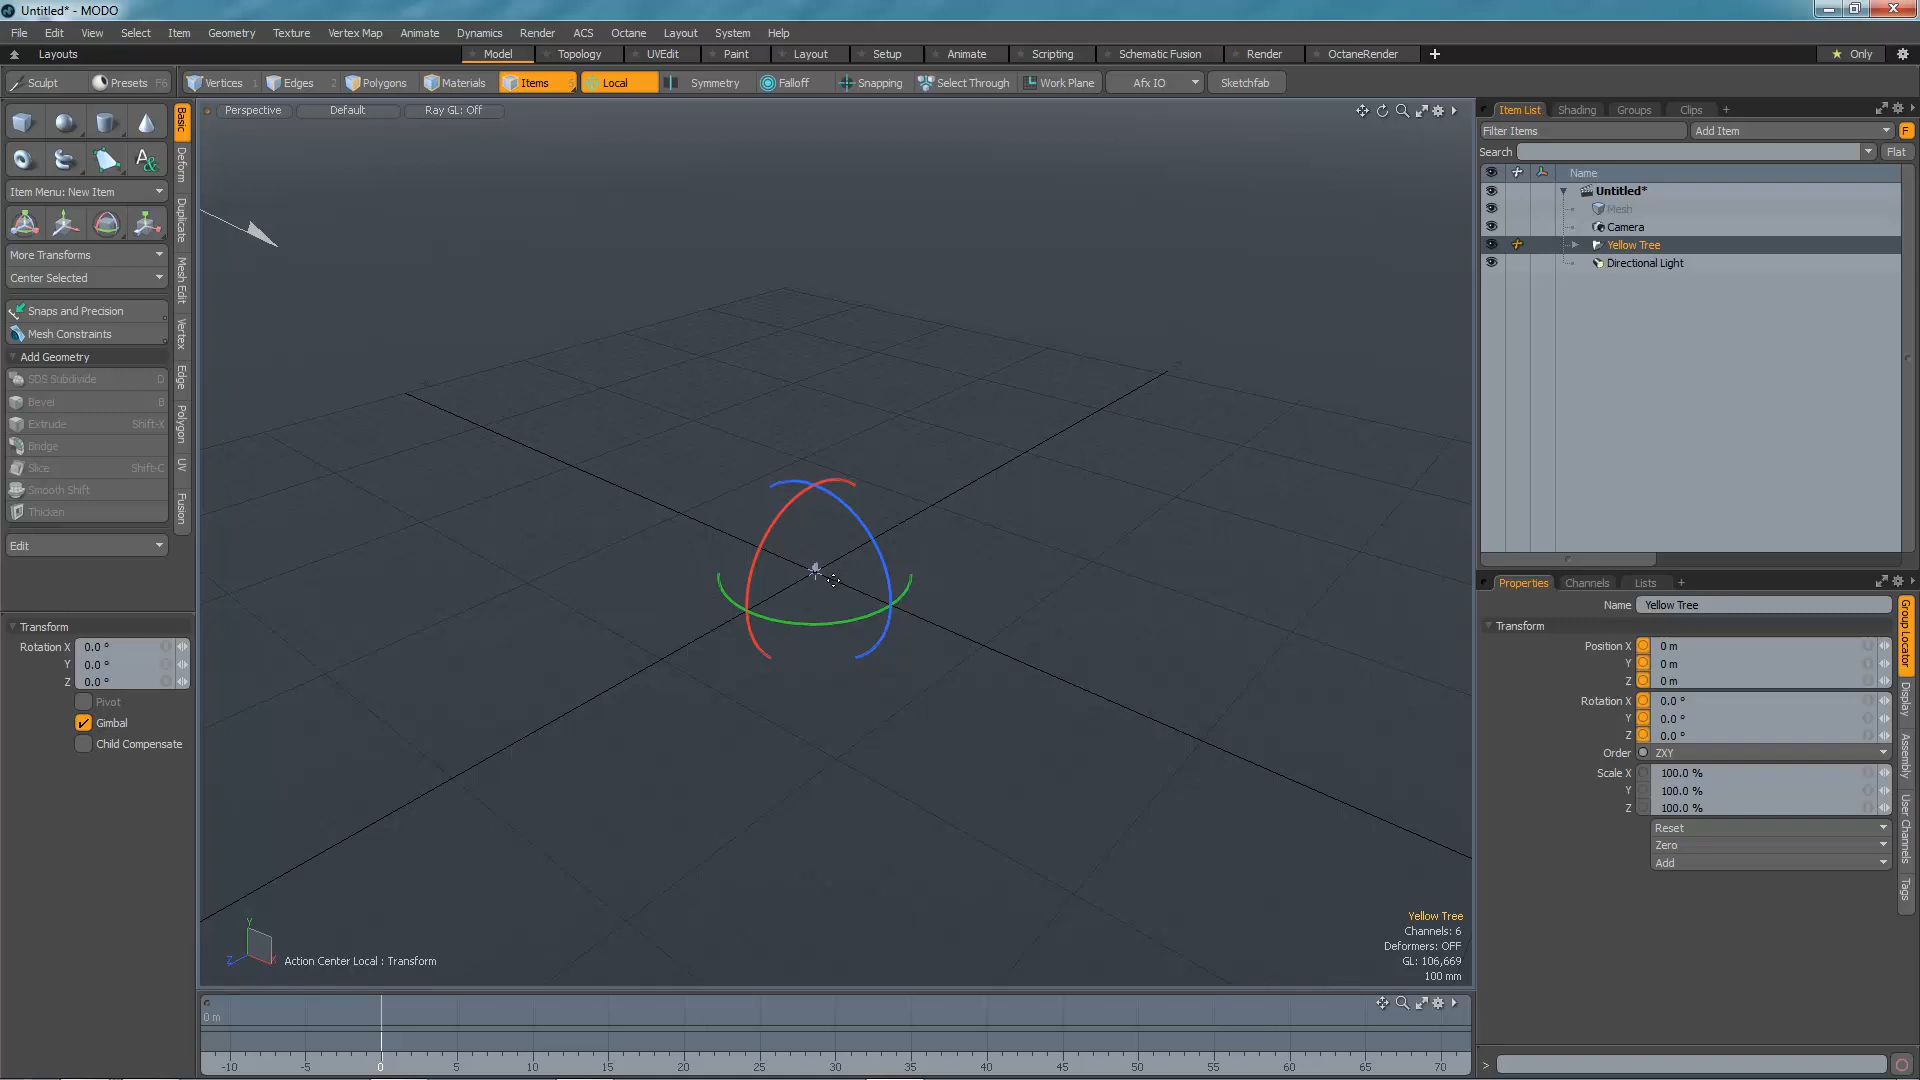 Untitled* - MODO
File Edit View Select Item Geometry Texture Vertex Map Animate Dynamics Render ACS Octane Layout System Help
Layouts Model Topology UVEdit Paint Layout Setup Animate Scripting Schematic Fusion Render OctaneRender Only
Sculpt Presets F6 Vertices 1 Edges 2 Polygons Materials Items 5 Local Symmetry Falloff Snapping Select Through Work Plane Afx IO Sketchfab
Perspective Default Ray GL: Off
Item List Shading Groups Clips
Filter Items Add Item F
Search Flat
Name
Untitled*
Mesh
Camera
Yellow Tree
Directional Light
Basic
Deform
Duplicate
Mesh Edit
Vertex
Edge
Polygon
UV
Fusion
Item Menu: New Item
More Transforms
Center Selected
Snaps and Precision
Mesh Constraints
Add Geometry
SDS Subdivide D
Bevel B
Extrude Shift-X
Bridge
Slice Shift-C
Smooth Shift
Thicken
Edit
Transform
Rotation X 0.0 °
Y 0.0 °
Z 0.0 °
Pivot
Gimbal
Child Compensate
Y
Z
X
Action Center Local : Transform
Yellow Tree
Channels: 6
Deformers: OFF
GL: 106,669
100 mm
0 m
-10 -5 0 5 10 15 20 25 30 35 40 45 50 55 60 65 70
Properties Channels Lists
Name Yellow Tree
Transform
Position X 0 m
Y 0 m
Z 0 m
Rotation X 0.0 °
Y 0.0 °
Z 0.0 °
Order ZXY
Scale X 100.0 %
Y 100.0 %
Z 100.0 %
Reset
Zero
Add
Group Locator
Display
Assembly
User Channels
Tags